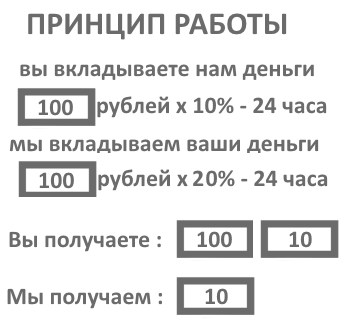 ПРИНЦИП РАБОТЫ
вы вкладываете нам деньги
100 рублей х 10% - 24 часа
мы вкладываем ваши деньги
100 рублей х 20% - 24 часа
Вы получаете : 100 10
Мы получаем : 10